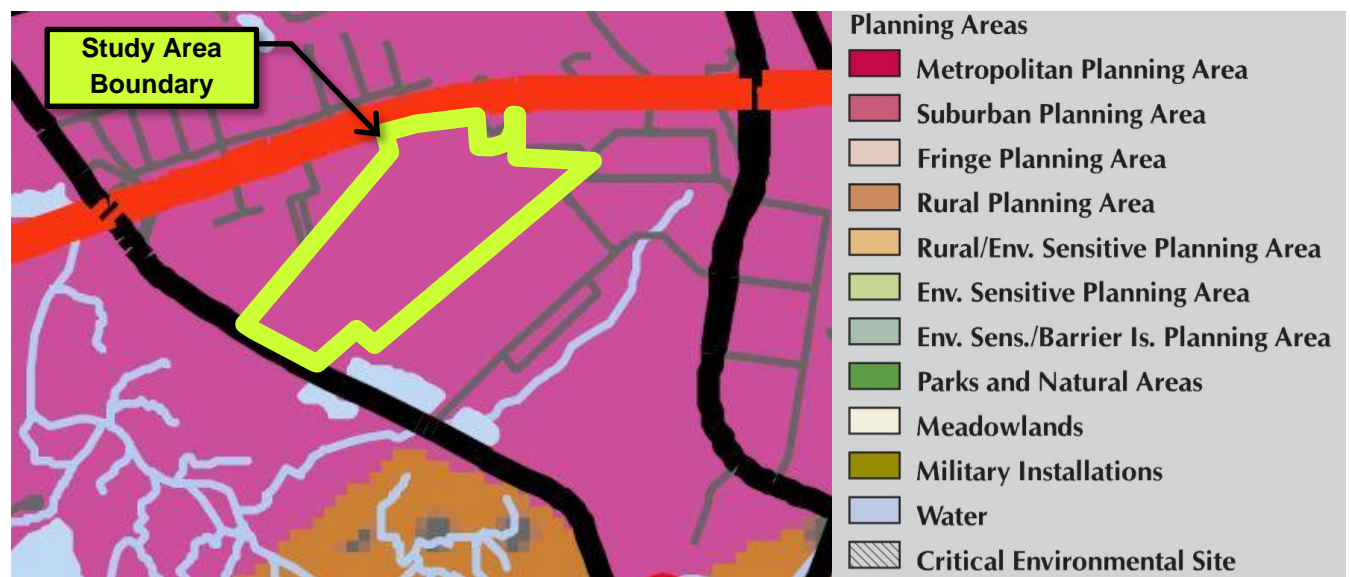 Study Area
Boundary
Planning Areas
Metropolitan Planning Area
Suburban Planning Area
Fringe Planning Area
Rural Planning Area
Rural/Env. Sensitive Planning Area
Env. Sensitive Planning Area
Env. Sens./Barrier Is. Planning Area
Parks and Natural Areas
Meadowlands
Military Installations
Water
Critical Environmental Site